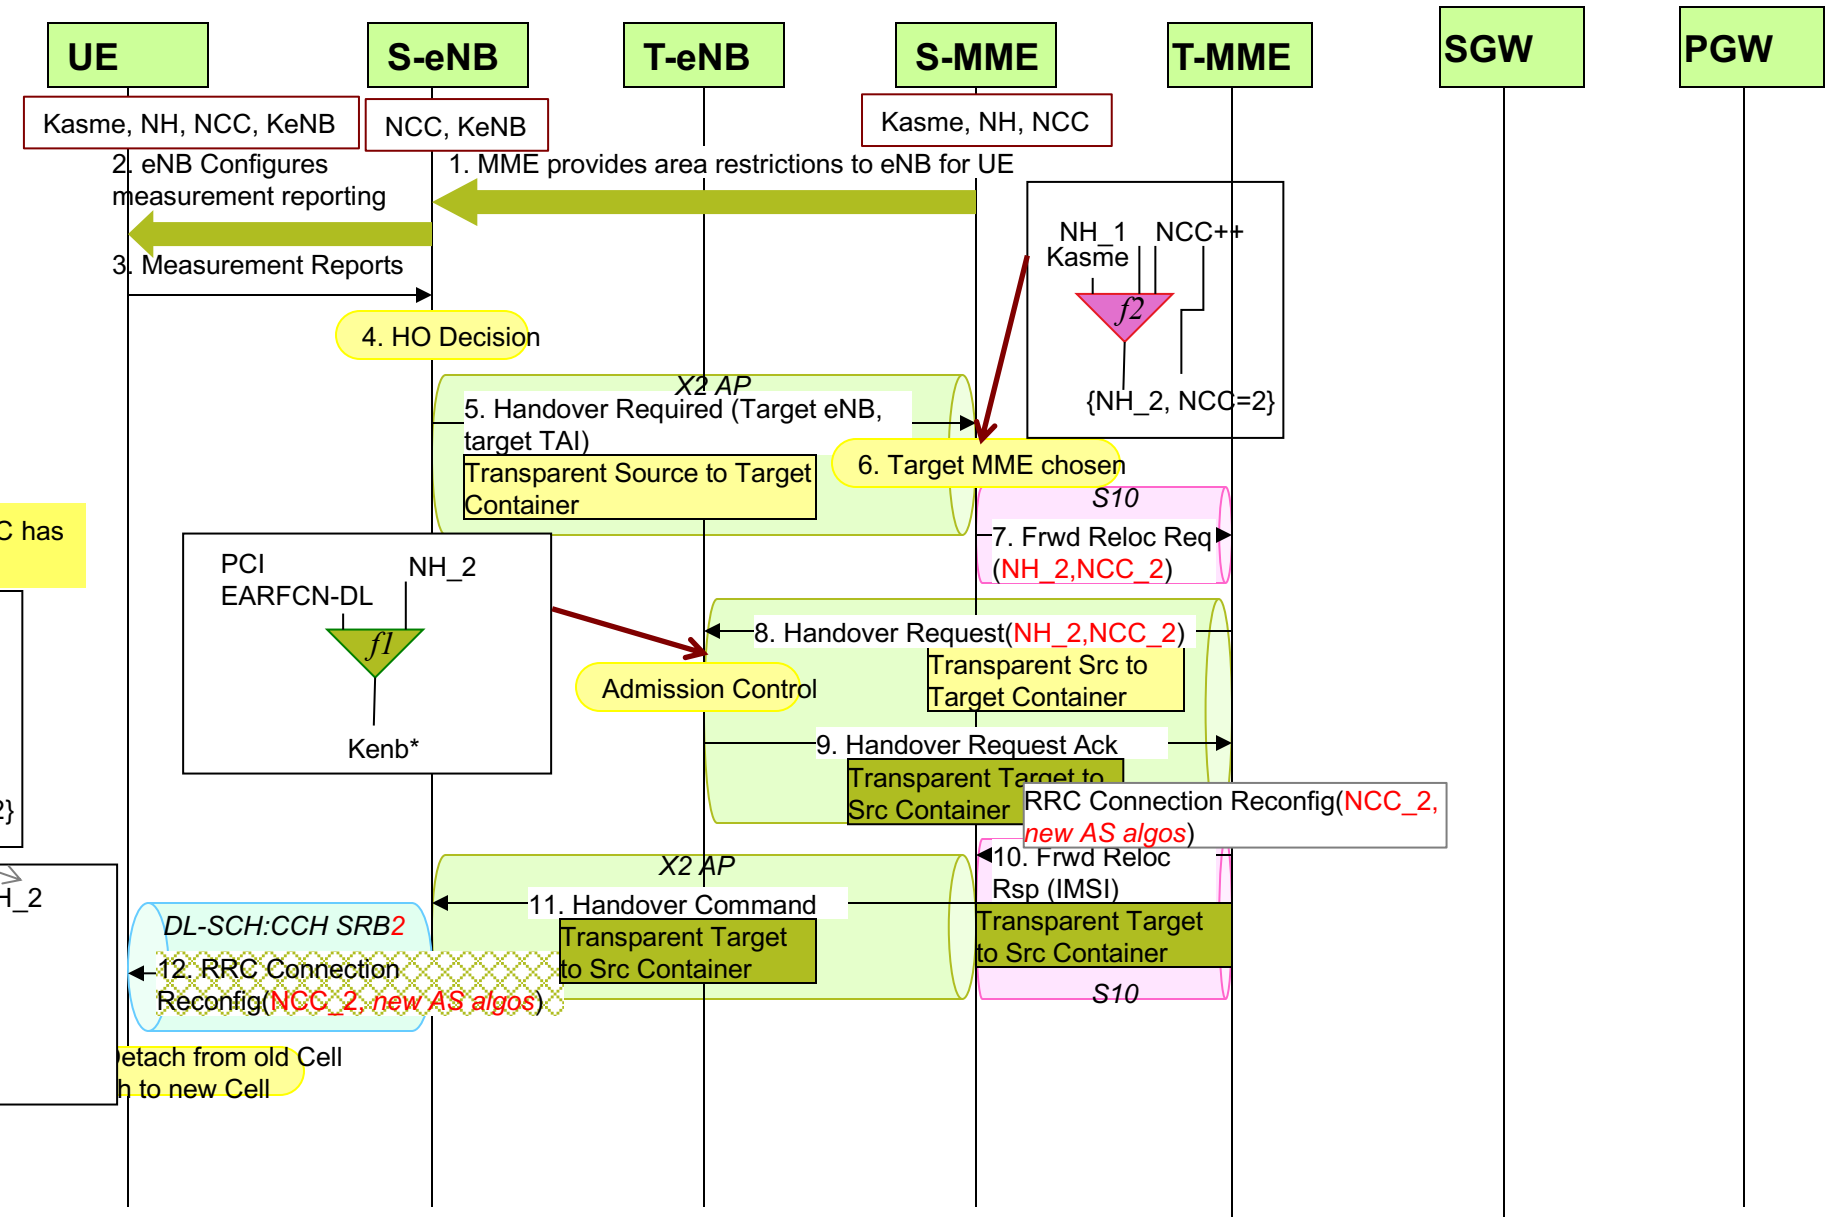 UE
S-eNB
T-eNB
S-MME
T-MME
SGW
PGW
Kasme, NH, NCC, KeNB
NCC, KeNB
Kasme, NH, NCC
2. eNB Configures
measurement reporting
1. MME provides area restrictions to eNB for UE
3. Measurement Reports
NH_1
NCC++
Kasme
f2
{NH_2, NCC=2}
4. HO Decision
X2 AP
5. Handover Required (Target eNB,
target TAI)
Transparent Source to Target
Container
6. Target MME chosen
S10
7. Frwd Reloc Req
(NH_2,NCC_2)
C has
PCI
EARFCN-DL
NH_2
f1
Kenb*
8. Handover Request(NH_2,NCC_2)
Transparent Src to
Target Container
Admission Control
9. Handover Request Ack
Transparent Target to
Src Container
RRC Connection Reconfig(NCC_2,
new AS algos)
2}
10. Frwd Reloc
Rsp (IMSI)
Transparent Target
to Src Container
S10
X2 AP
11. Handover Command
Transparent Target
to Src Container
H_2
DL-SCH:CCH SRB2
12. RRC Connection
Reconfig(NCC_2, new AS algos)
etach from old Cell
h to new Cell